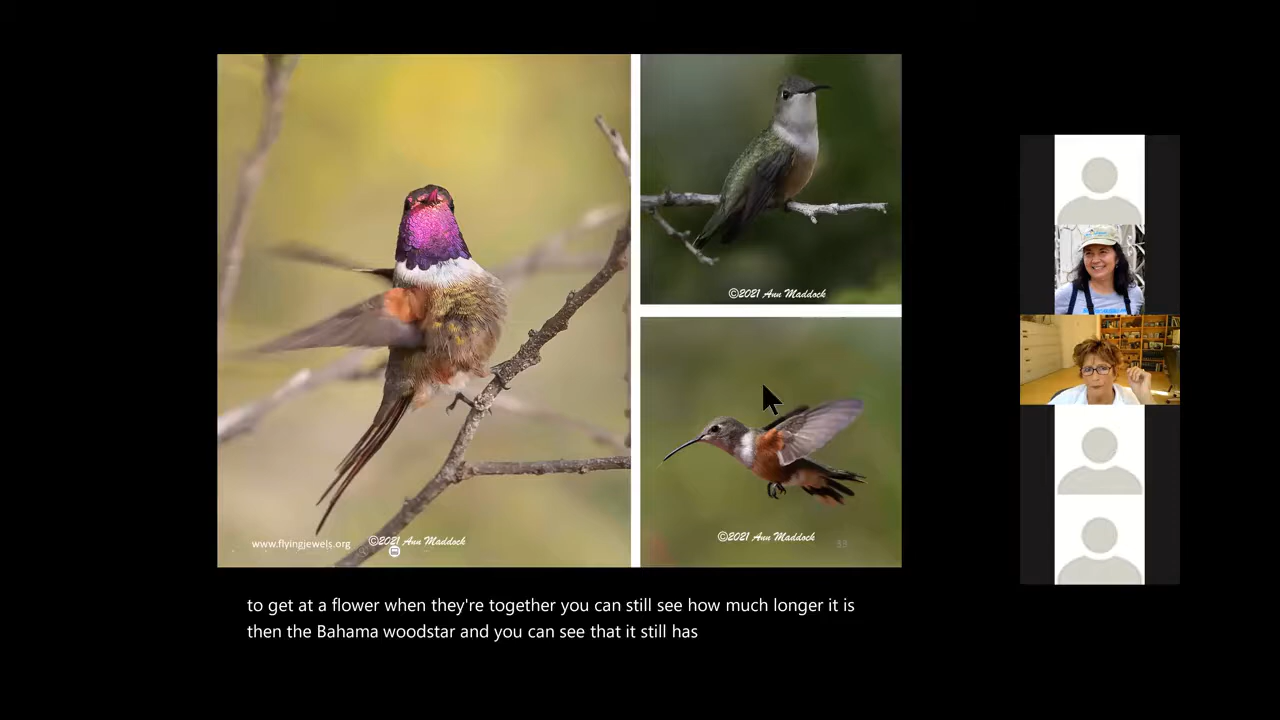 ©2021 Ann Maddock
www.flyingjewels.org
©2021 Ann Maddock
©2021 Ann Maddock
33
to get at a flower when they're together you can still see how much longer it is
then the Bahama woodstar and you can see that it still has